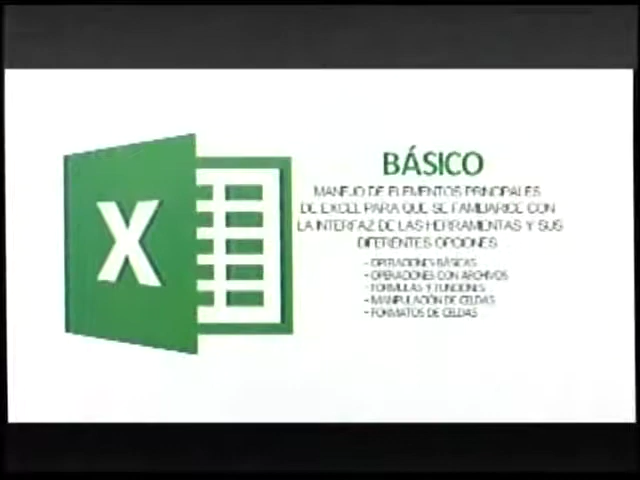 X
BÁSICO
MANEJO DE ELEMENTOS PRINCIPALES
DE EXCEL PARA QUE SE FAMILIARICE CON
LA INTERFAZ DE LAS HERRAMIENTAS Y SUS
DIFERENTES OPCIONES
- OPERACIONES BÁSICAS
- OPERACIONES CON ARCHIVOS
- FORMULAS Y FUNCIONES
- MANIPULACIÓN DE CELDAS
- FORMATOS DE CELDAS